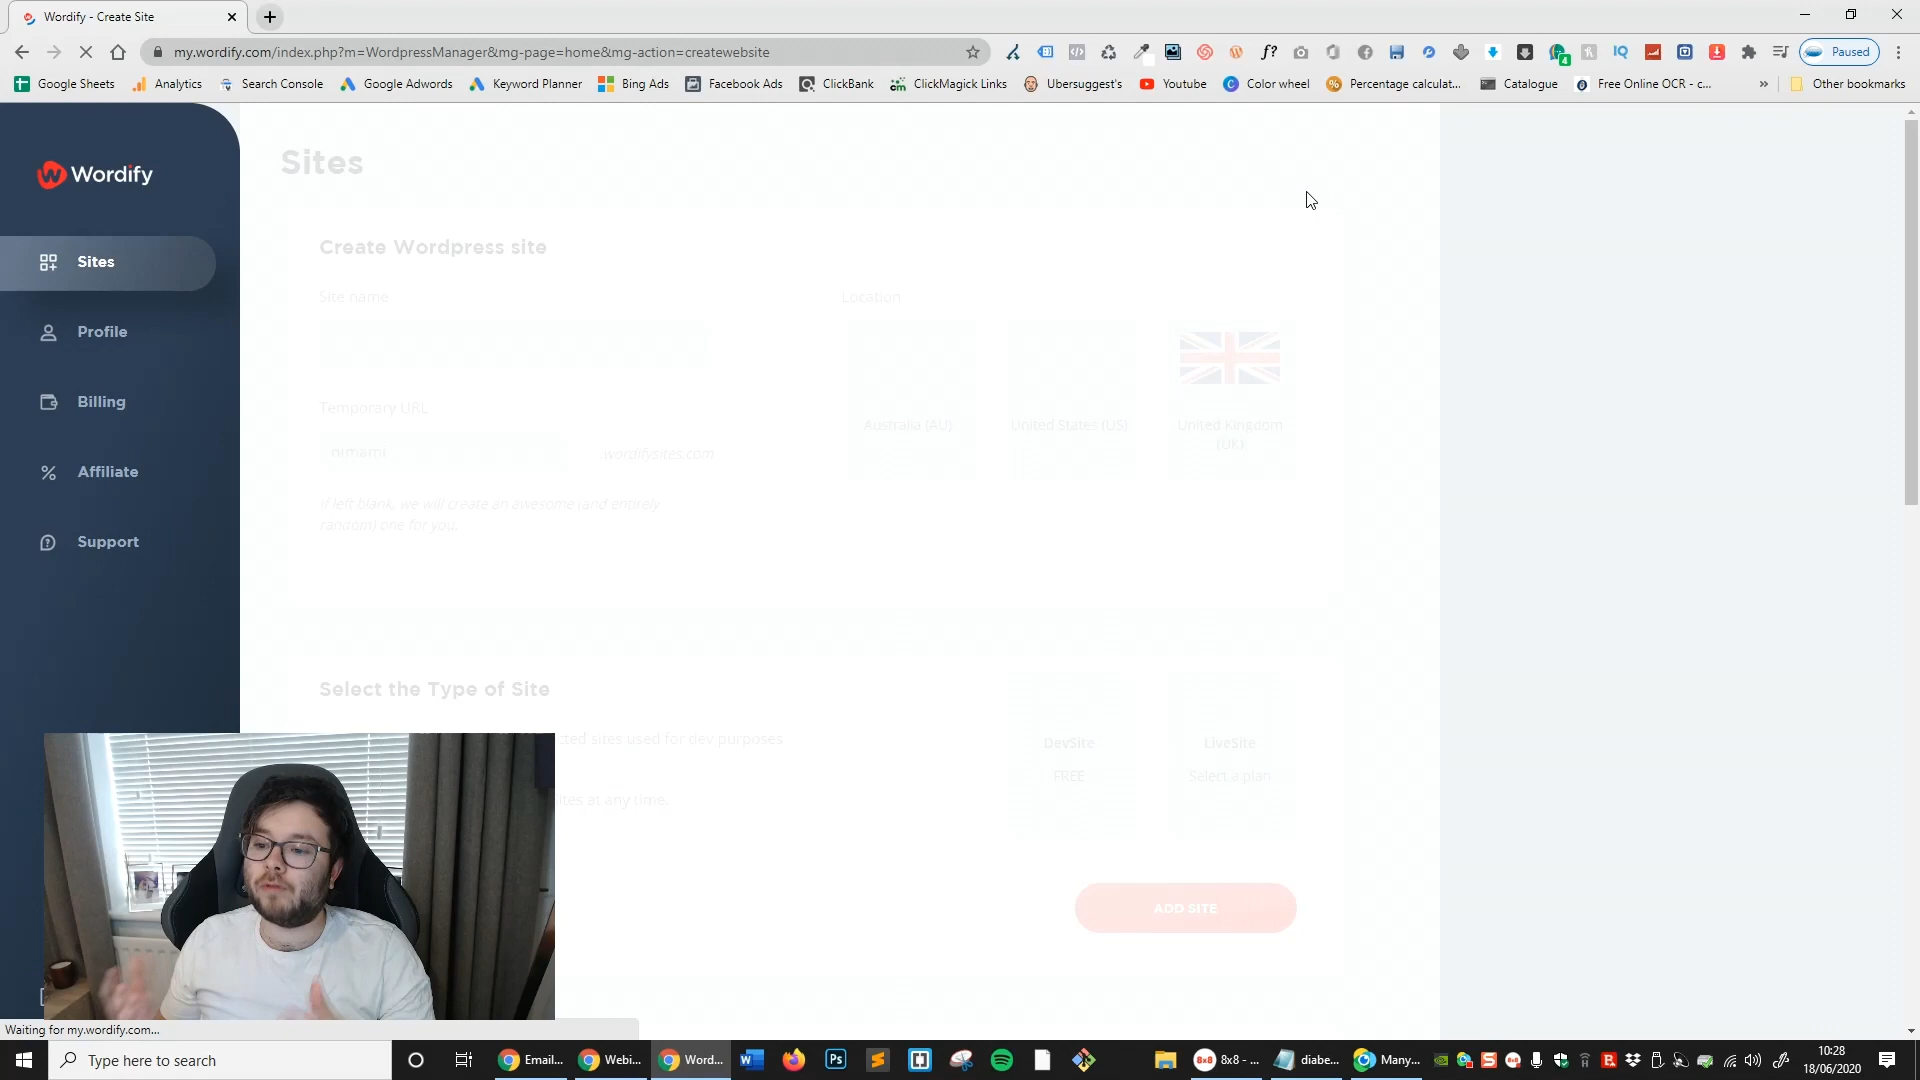 Wordify - Create Site
my.wordify.com/index.php?m=WordpressManager&mg-page=home&mg-action=createwebsite
Paused
Google Sheets
Analytics
Search Console
Google Adwords
Keyword Planner
Bing Ads
Facebook Ads
ClickBank
ClickMagick Links
Ubersuggest's
Youtube
Color wheel
Percentage calculat...
Catalogue
Free Online OCR - c...
»
Other bookmarks
Wordify
Sites
Profile
Billing
Affiliate
Support
Sites
Create Wordpress site
Site name
Location
Australia (AU)
United States (US)
United Kingdom
(UK)
Temporary URL
.wordifysites.com
If left blank, we will create an awesome (and entirely
random) one for you.
Select the Type of Site
cted sites used for dev purposes
ites at any time.
DevSite
FREE
LiveSite
Select a plan
ADD SITE
Waiting for my.wordify.com...
Type here to search
Email...
Webi...
Word...
8x8 - ...
diabe...
Many...
10:28
18/06/2020